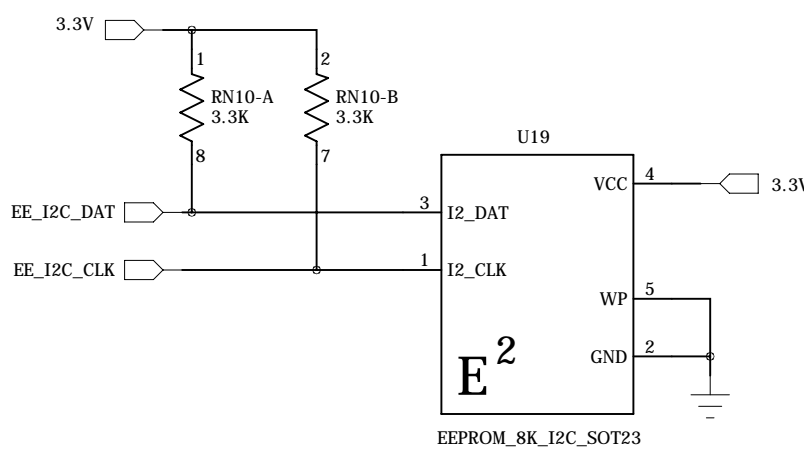 3.3V
1
2
RN10-A
3.3K
RN10-B
3.3K
8
7
U19
VCC
4
3.3V
EE_I2C_DAT
3
I2_DAT
EE_I2C_CLK
1
I2_CLK
WP
5
GND
2
E2
EEPROM_8K_I2C_SOT23